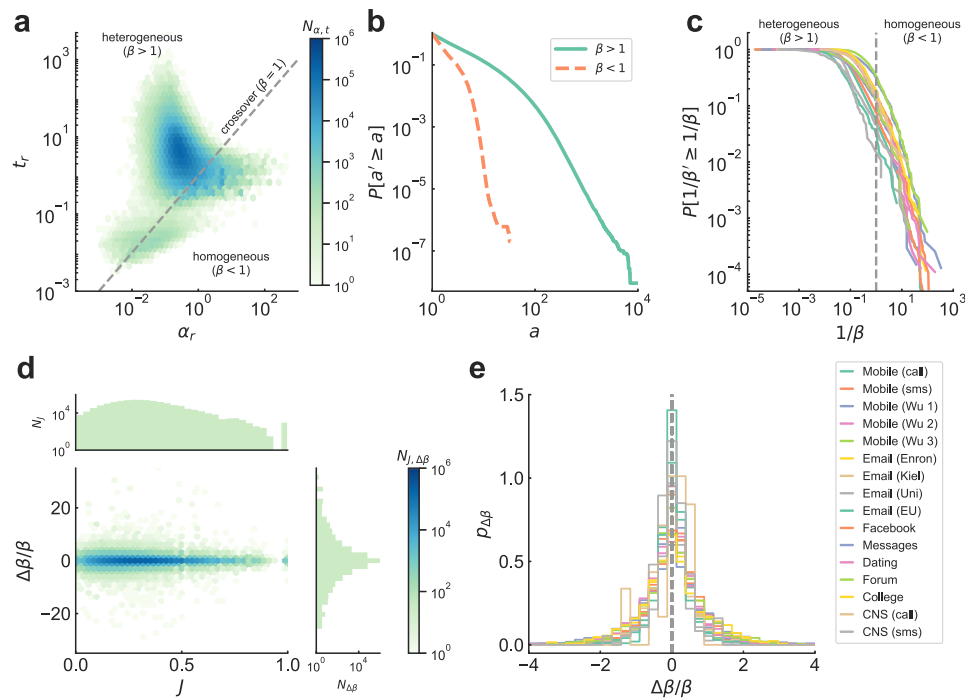 a
heterogeneous
(β > 1)
N_{α, t}
10^6
10^5
10^4
10^3
10^2
10^1
10^0
crossover (β = 1)
homogeneous
(β < 1)
10^3
10^1
10^{-1}
10^{-3}
t_r
10^{-2}
10^0
10^2
α_r
b
β > 1
β < 1
10^{-1}
10^{-3}
10^{-5}
10^{-7}
P[a′ ≥ a]
10^0
10^2
10^4
a
c
heterogeneous
(β > 1)
homogeneous
(β < 1)
10^0
10^{-1}
10^{-2}
10^{-3}
10^{-4}
P[1/β′ ≥ 1/β]
10^{-5}
10^{-3}
10^{-1}
10^1
10^3
1/β
d
10^4
10^0
N_J
N_{J, Δβ}
10^6
10^4
10^2
10^0
20
0
−20
Δβ/β
0.0
0.5
1.0
J
10^0
10^4
N_{Δβ}
e
1.5
1.0
0.5
0.0
p_{Δβ}
−4
−2
0
2
4
Δβ/β
Mobile (call)
Mobile (sms)
Mobile (Wu 1)
Mobile (Wu 2)
Mobile (Wu 3)
Email (Enron)
Email (Kiel)
Email (Uni)
Email (EU)
Facebook
Messages
Dating
Forum
College
CNS (call)
CNS (sms)